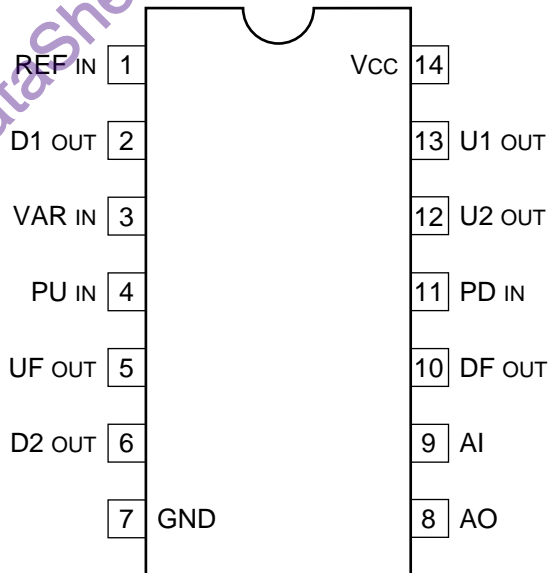 REF IN 1 VCC 14
D1 OUT 2 13 U1 OUT
VAR IN 3 12 U2 OUT
PU IN 4 11 PD IN
UF OUT 5 10 DF OUT
D2 OUT 6 9 AI
7 GND 8 AO